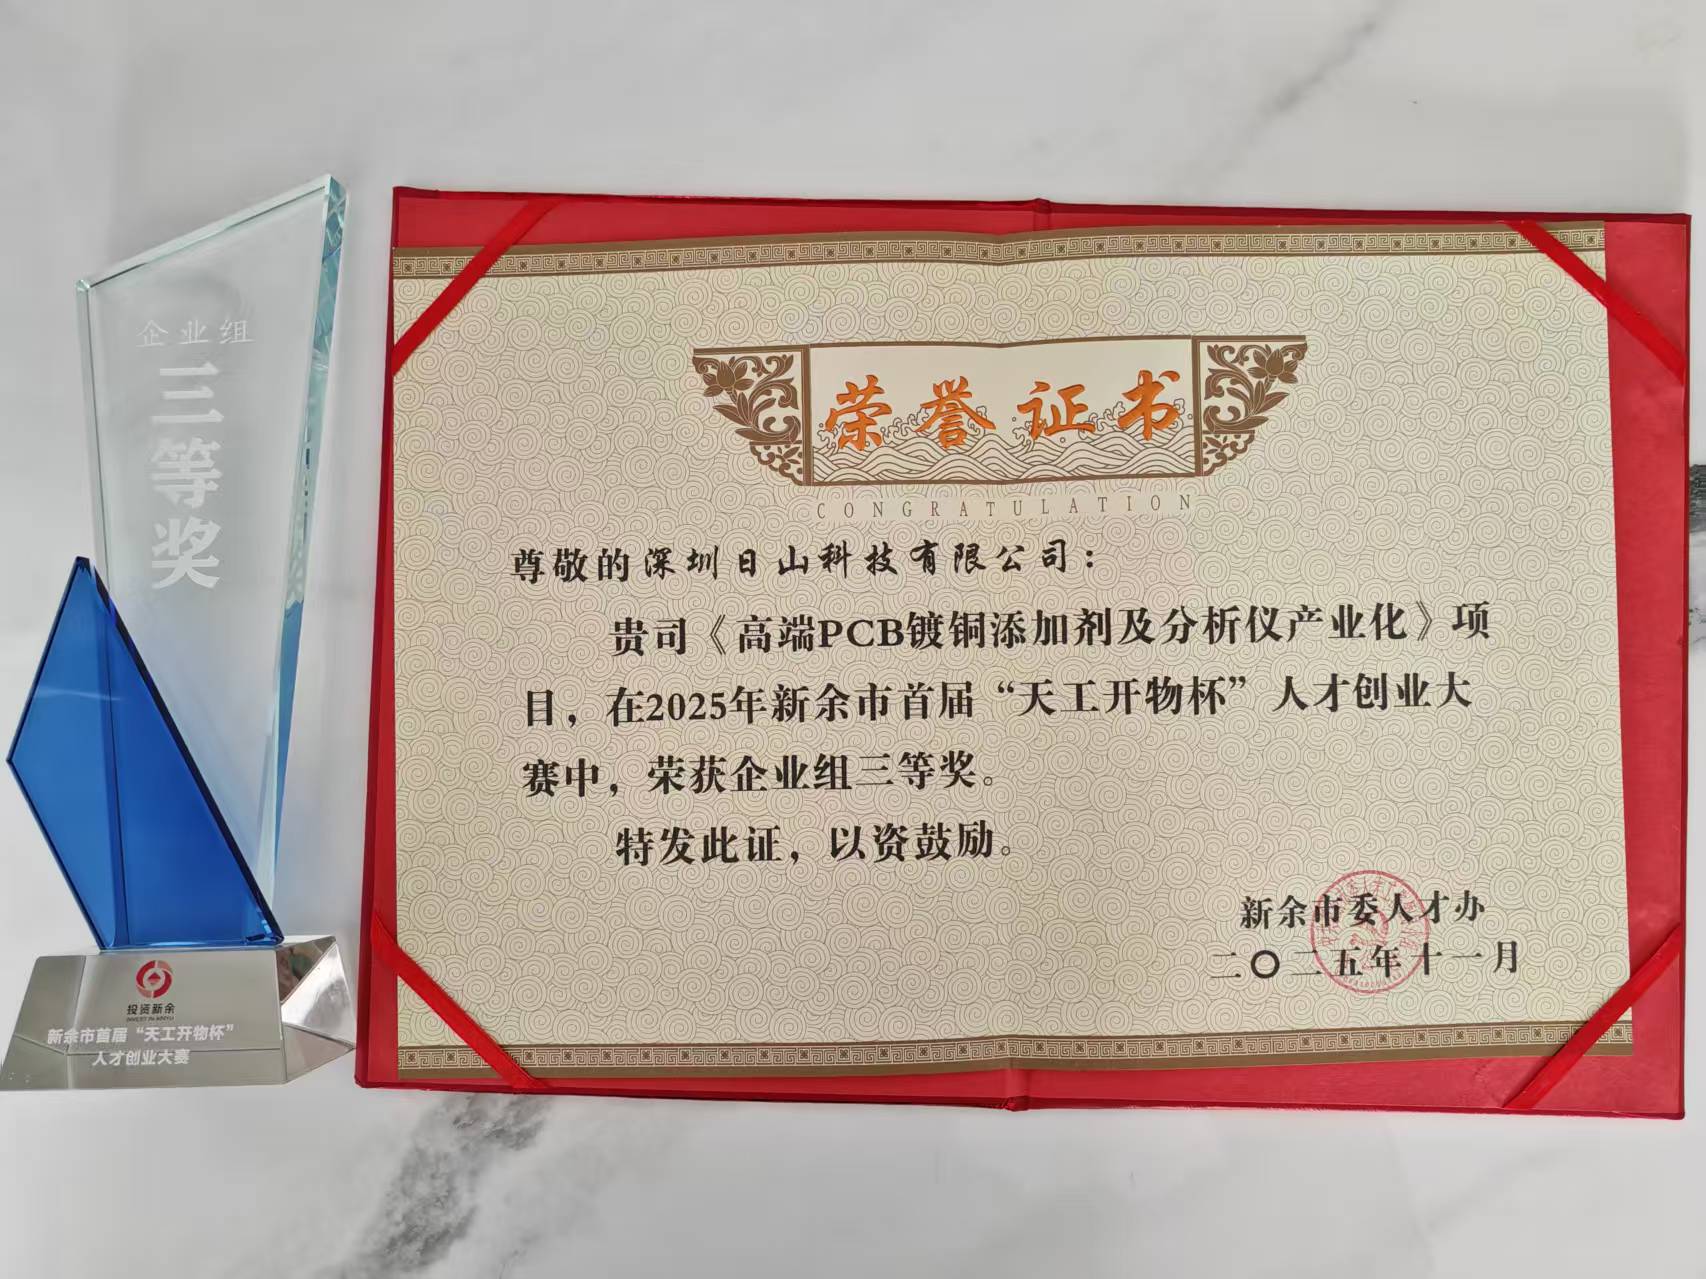 企业组
三等奖
投资新余
INVEST IN XINYU
新余市首届“天工开物杯”
人才创业大赛
荣誉证书
CONGRATULATION
尊敬的深圳日山科技有限公司：
贵司《高端PCB镀铜添加剂及分析仪产业化》项
目，在2025年新余市首届“天工开物杯”人才创业大
赛中，荣获企业组三等奖。
特发此证，以资鼓励。
新余市委人才办
二〇二五年十一月